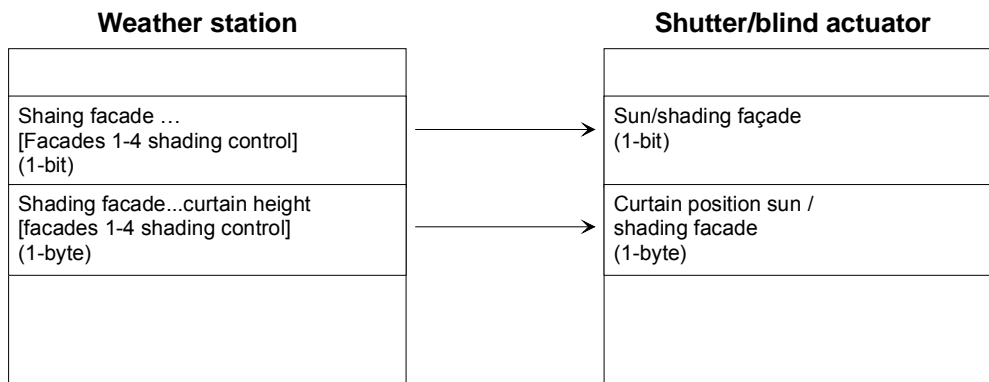 Weather station
Shutter/blind actuator
Shaing facade …
[Facades 1-4 shading control]
(1-bit)
Sun/shading façade
(1-bit)
Shading facade...curtain height
[facades 1-4 shading control]
(1-byte)
Curtain position sun /
shading facade
(1-byte)